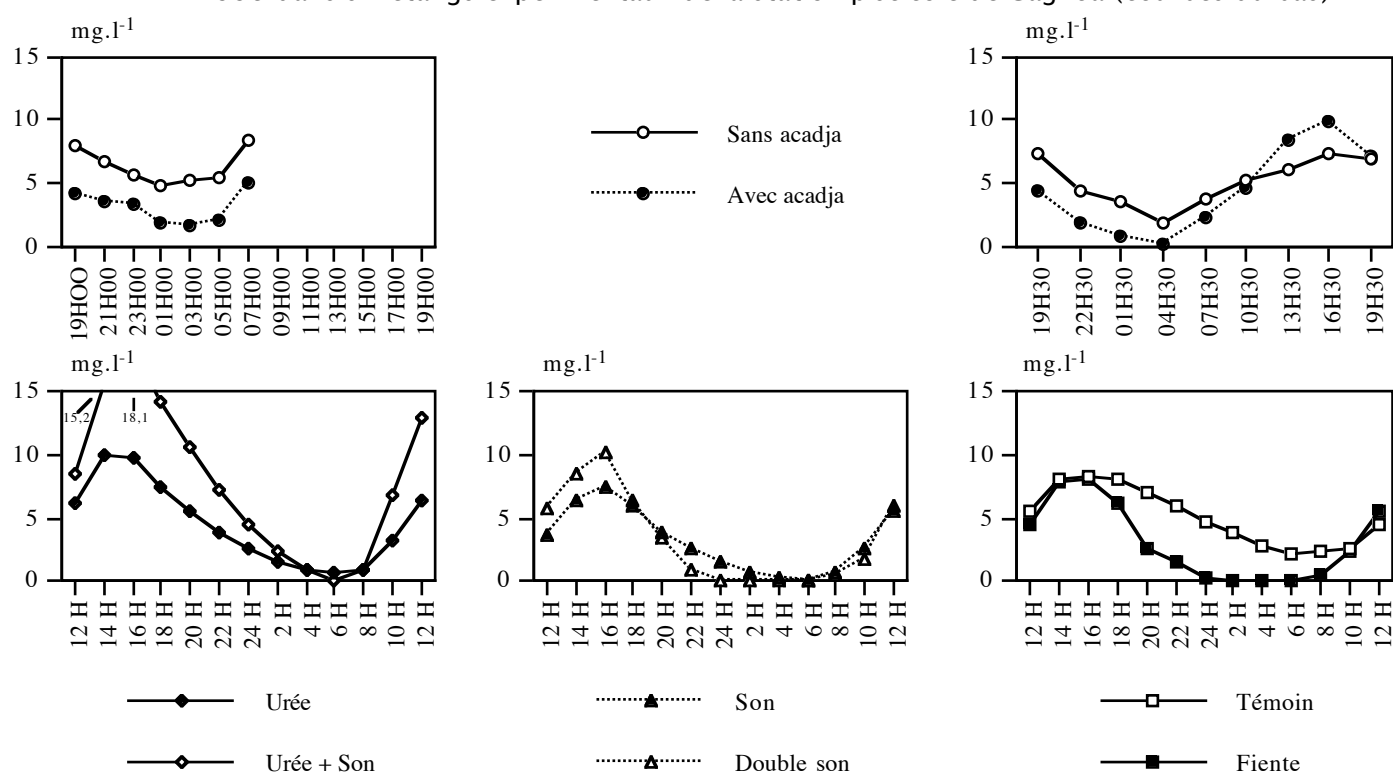 mg.l-1
15
10
5
0
19HOO
21H00
23H00
01H00
03H00
05H00
07H00
09H00
11H00
13H00
15H00
17H00
19H00
Sans acadja
Avec acadja
mg.l-1
15
10
5
0
19H30
22H30
01H30
04H30
07H30
10H30
13H30
16H30
19H30
mg.l-1
15
10
5
0
15,2
18,1
12 H
14 H
16 H
18 H
20 H
22 H
24 H
2 H
4 H
6 H
8 H
10 H
12 H
mg.l-1
15
10
5
0
12 H
14 H
16 H
18 H
20 H
22 H
24 H
2 H
4 H
6 H
8 H
10 H
12 H
mg.l-1
15
10
5
0
12 H
14 H
16 H
18 H
20 H
22 H
24 H
2 H
4 H
6 H
8 H
10 H
12 H
Urée
Urée + Son
Son
Double son
Témoin
Fiente